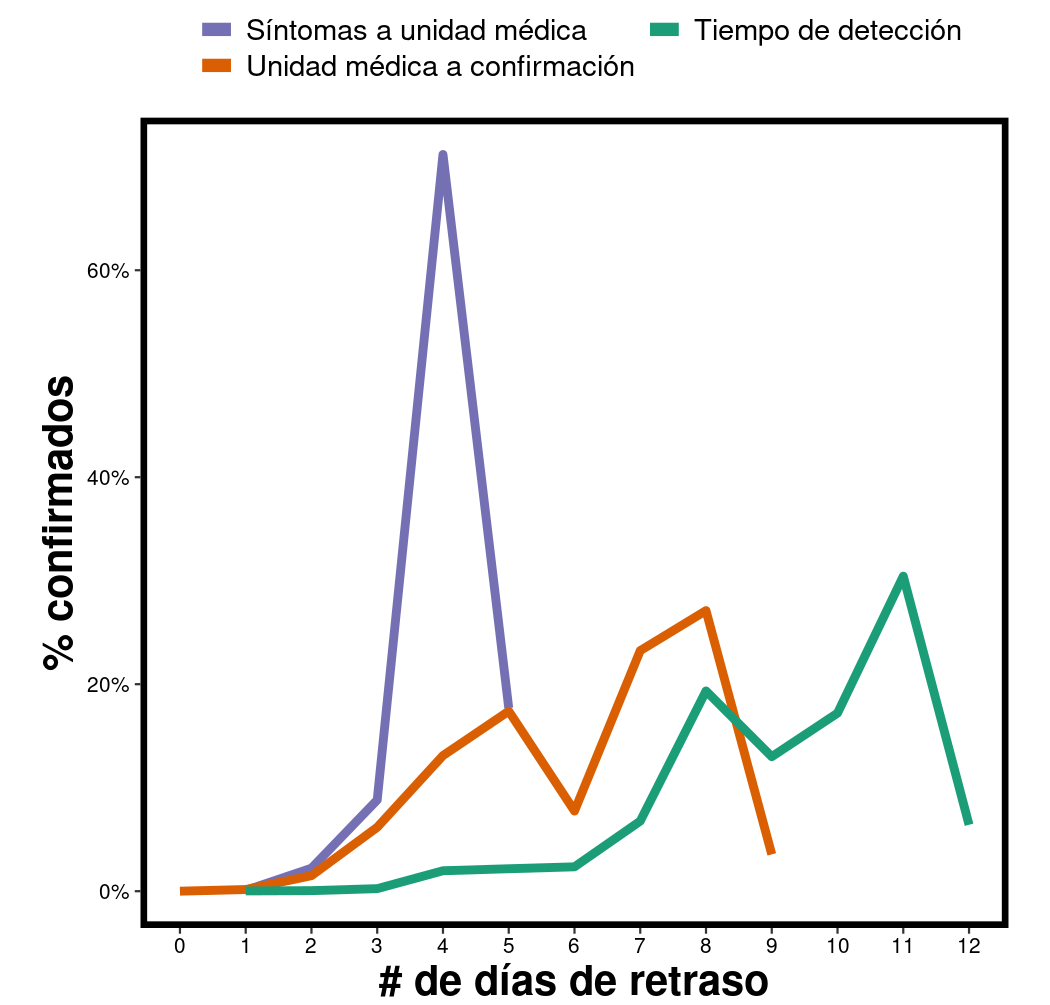 Síntomas a unidad médica
Tiempo de detección
Unidad médica a confirmación
% confirmados
60%
40%
20%
0%
0 1 2 3 4 5 6 7 8 9 10 11 12
# de días de retraso